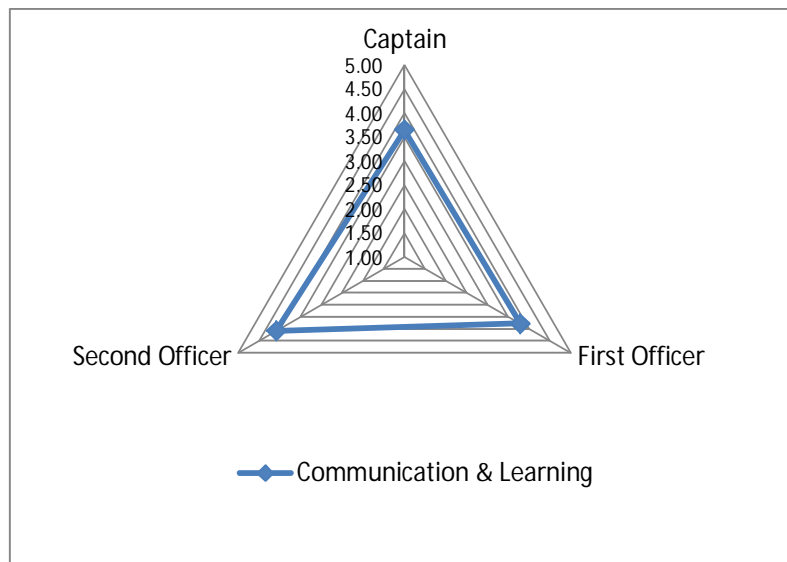 Captain
5.00
4.50
4.00
3.50
3.00
2.50
2.00
1.50
1.00
Second Officer
First Officer
Communication & Learning